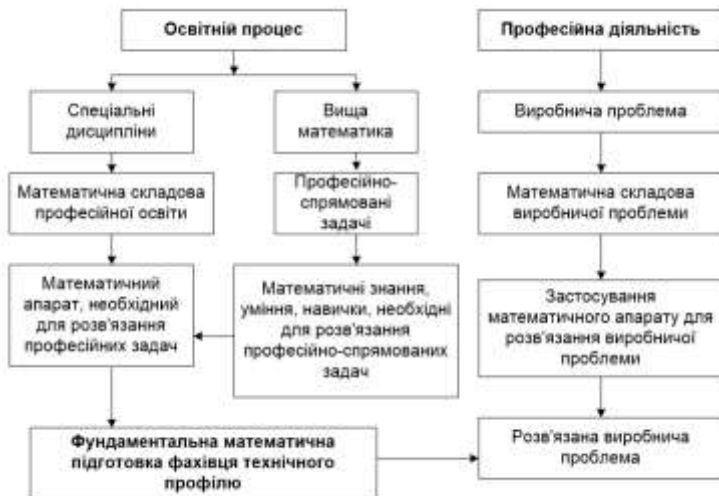 Освітній процес
Професійна діяльність
Спеціальні
дисципліни
Вища
математика
Виробнича проблема
Математична складова
професійної освіти
Професійно-
спрямовані
задачі
Математична складова
виробничої проблеми
Математичний
апарат, необхідний
для розв'язання
професійних задач
Математичні знання,
уміння, навички, необхідні
для розв'язання
професійно-спрямованих
задач
Застосування
математичного апарату для
розв'язання виробничої
проблеми
Фундаментальна математична
підготовка фахівця технічного
профілю
Розв'язана виробнича
проблема